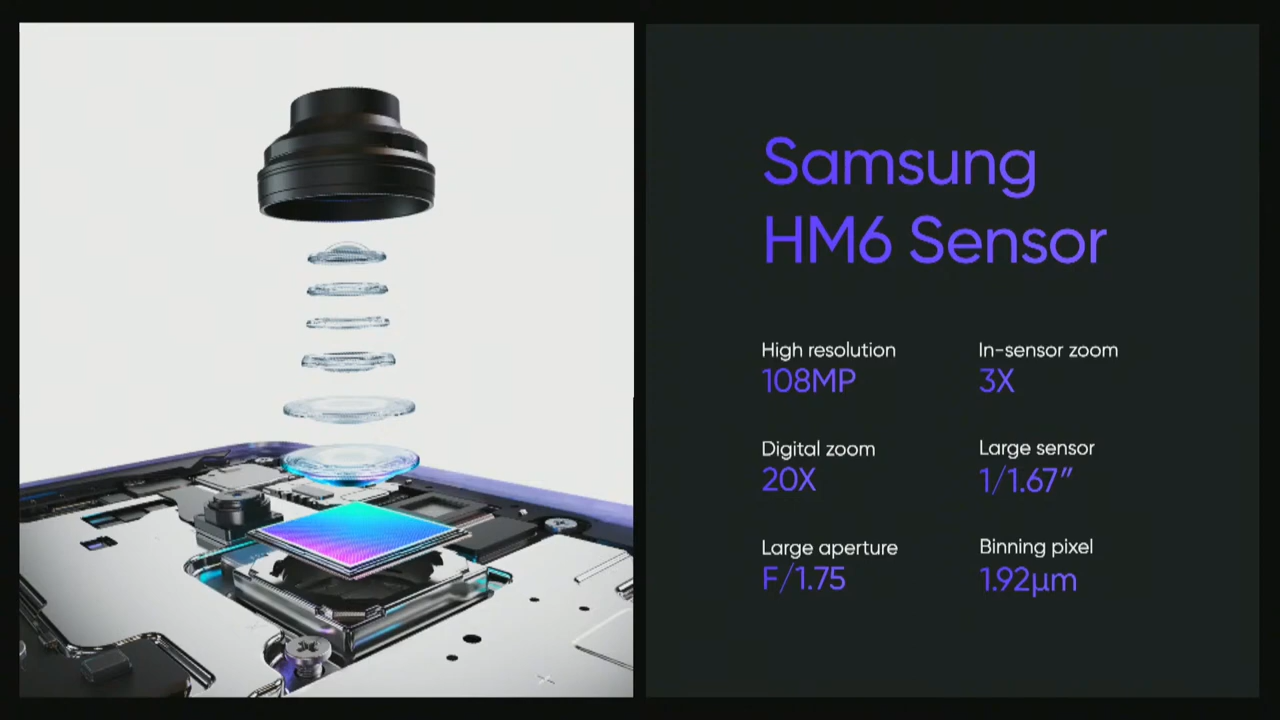 Samsung
HM6 Sensor
High resolution
108MP
In-sensor zoom
3X
Digital zoom
20X
Large sensor
1/1.67″
Large aperture
F/1.75
Binning pixel
1.92μm